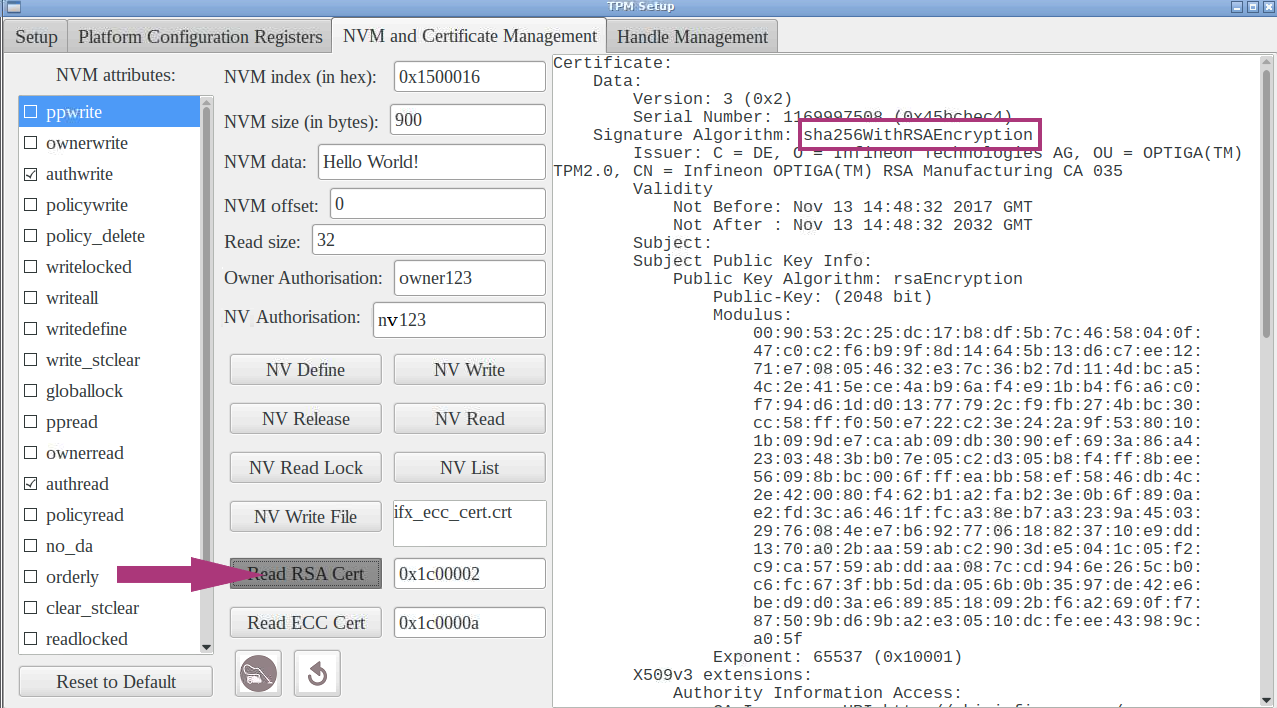 TPM Setup
Setup
Platform Configuration Registers
NVM and Certificate Management
Handle Management
NVM attributes:
ppwrite
ownerwrite
authwrite
policywrite
policy_delete
writelocked
writeall
writedefine
write_stclear
globallock
ppread
ownerread
authread
policyread
no_da
orderly
clear_stclear
readlocked
Reset to Default
NVM index (in hex): 0x1500016
NVM size (in bytes): 900
NVM data: Hello World!
NVM offset: 0
Read size: 32
Owner Authorisation: owner123
NV Authorisation: nv123
NV Define
NV Write
NV Release
NV Read
NV Read Lock
NV List
NV Write File
ifx_ecc_cert.crt
Read RSA Cert
0x1c00002
Read ECC Cert
0x1c0000a
Certificate:
Data:
Version: 3 (0x2)
Serial Number: 1169997508 (0x45bcbec4)
Signature Algorithm: sha256WithRSAEncryption
Issuer: C = DE, O = Infineon Technologies AG, OU = OPTIGA(TM)
TPM2.0, CN = Infineon OPTIGA(TM) RSA Manufacturing CA 035
Validity
Not Before: Nov 13 14:48:32 2017 GMT
Not After : Nov 13 14:48:32 2032 GMT
Subject:
Subject Public Key Info:
Public Key Algorithm: rsaEncryption
Public-Key: (2048 bit)
Modulus:
00:90:53:2c:25:dc:17:b8:df:5b:7c:46:58:04:0f:
47:c0:c2:f6:b9:9f:8d:14:64:5b:13:d6:c7:ee:12:
71:e7:08:05:46:32:e3:7c:36:b2:7d:11:4d:bc:a5:
4c:2e:41:5e:ce:4a:b9:6a:f4:e9:1b:b4:f6:a6:c0:
f7:94:d6:1d:d0:13:77:79:2c:f9:fb:27:4b:bc:30:
cc:58:ff:f0:50:e7:22:c2:3e:24:2a:9f:53:80:10:
1b:09:9d:e7:ca:ab:09:db:30:90:ef:69:3a:86:a4:
23:03:48:3b:b0:7e:05:c2:d3:05:b8:f4:ff:8b:ee:
56:09:8b:bc:00:6f:ff:ea:bb:58:ef:58:46:db:4c:
2e:42:00:80:f4:62:b1:a2:fa:b2:3e:0b:6f:89:0a:
e2:fd:3c:a6:46:1f:fc:a3:8e:b7:a3:23:9a:45:03:
29:76:08:4e:e7:b6:92:77:06:18:82:37:10:e9:dd:
13:70:a0:2b:aa:59:ab:c2:90:3d:e5:04:1c:05:f2:
c9:ca:57:59:ab:dd:aa:08:7c:cd:94:6e:26:5c:b0:
c6:fc:67:3f:bb:5d:da:05:6b:0b:35:97:de:42:e6:
be:d9:d0:3a:e6:89:85:18:09:2b:f6:a2:69:0f:f7:
87:50:9b:d6:9b:a2:e3:05:10:dc:fe:ee:43:98:9c:
a0:5f
Exponent: 65537 (0x10001)
X509v3 extensions:
Authority Information Access: